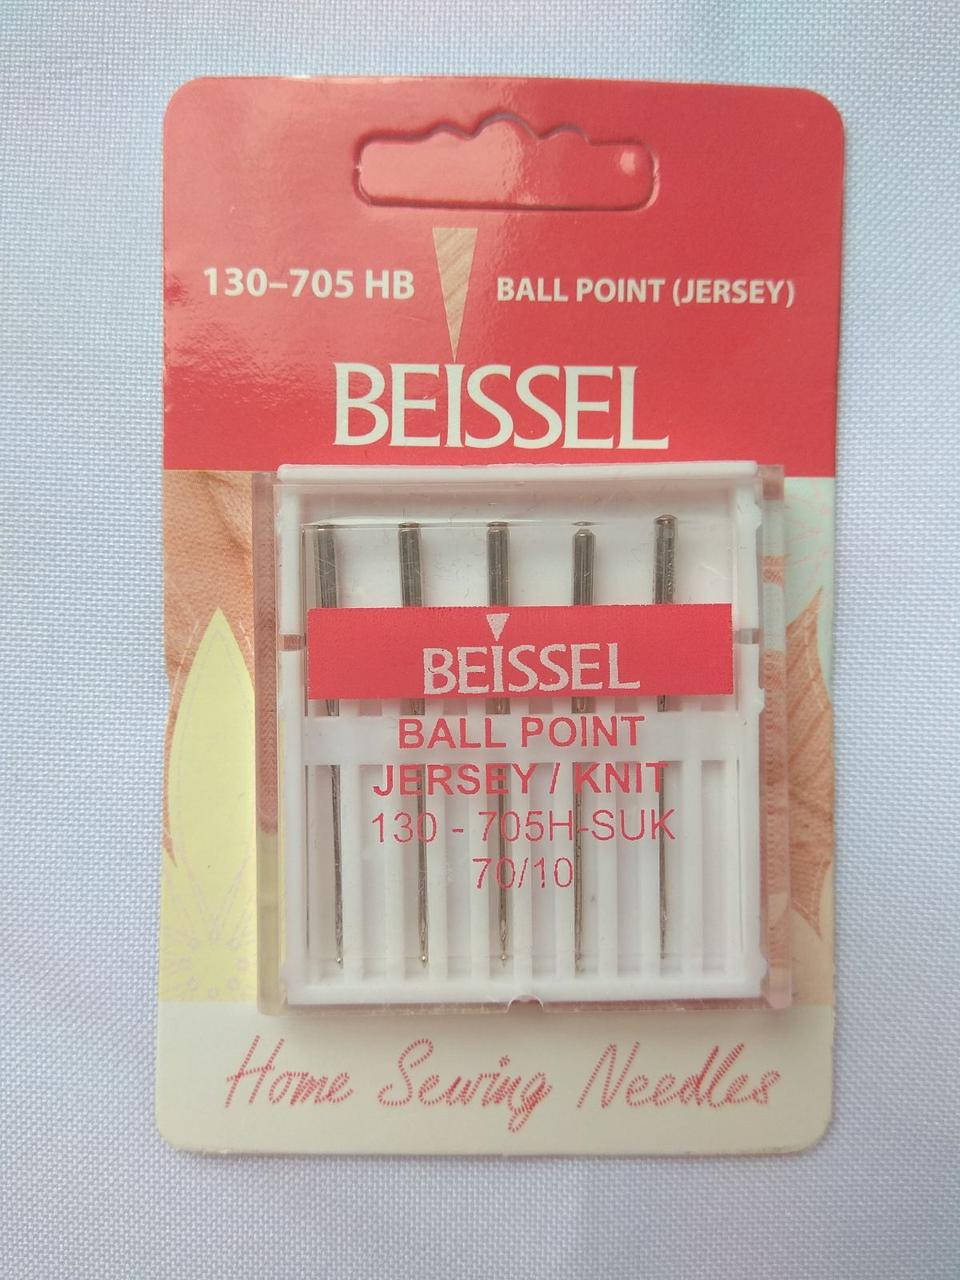 130–705 HB BALL POINT (JERSEY)
BEISSEL
BEISSEL
BALL POINT
JERSEY / KNIT
130 - 705H-SUK
70/10
Home Sewing Needles